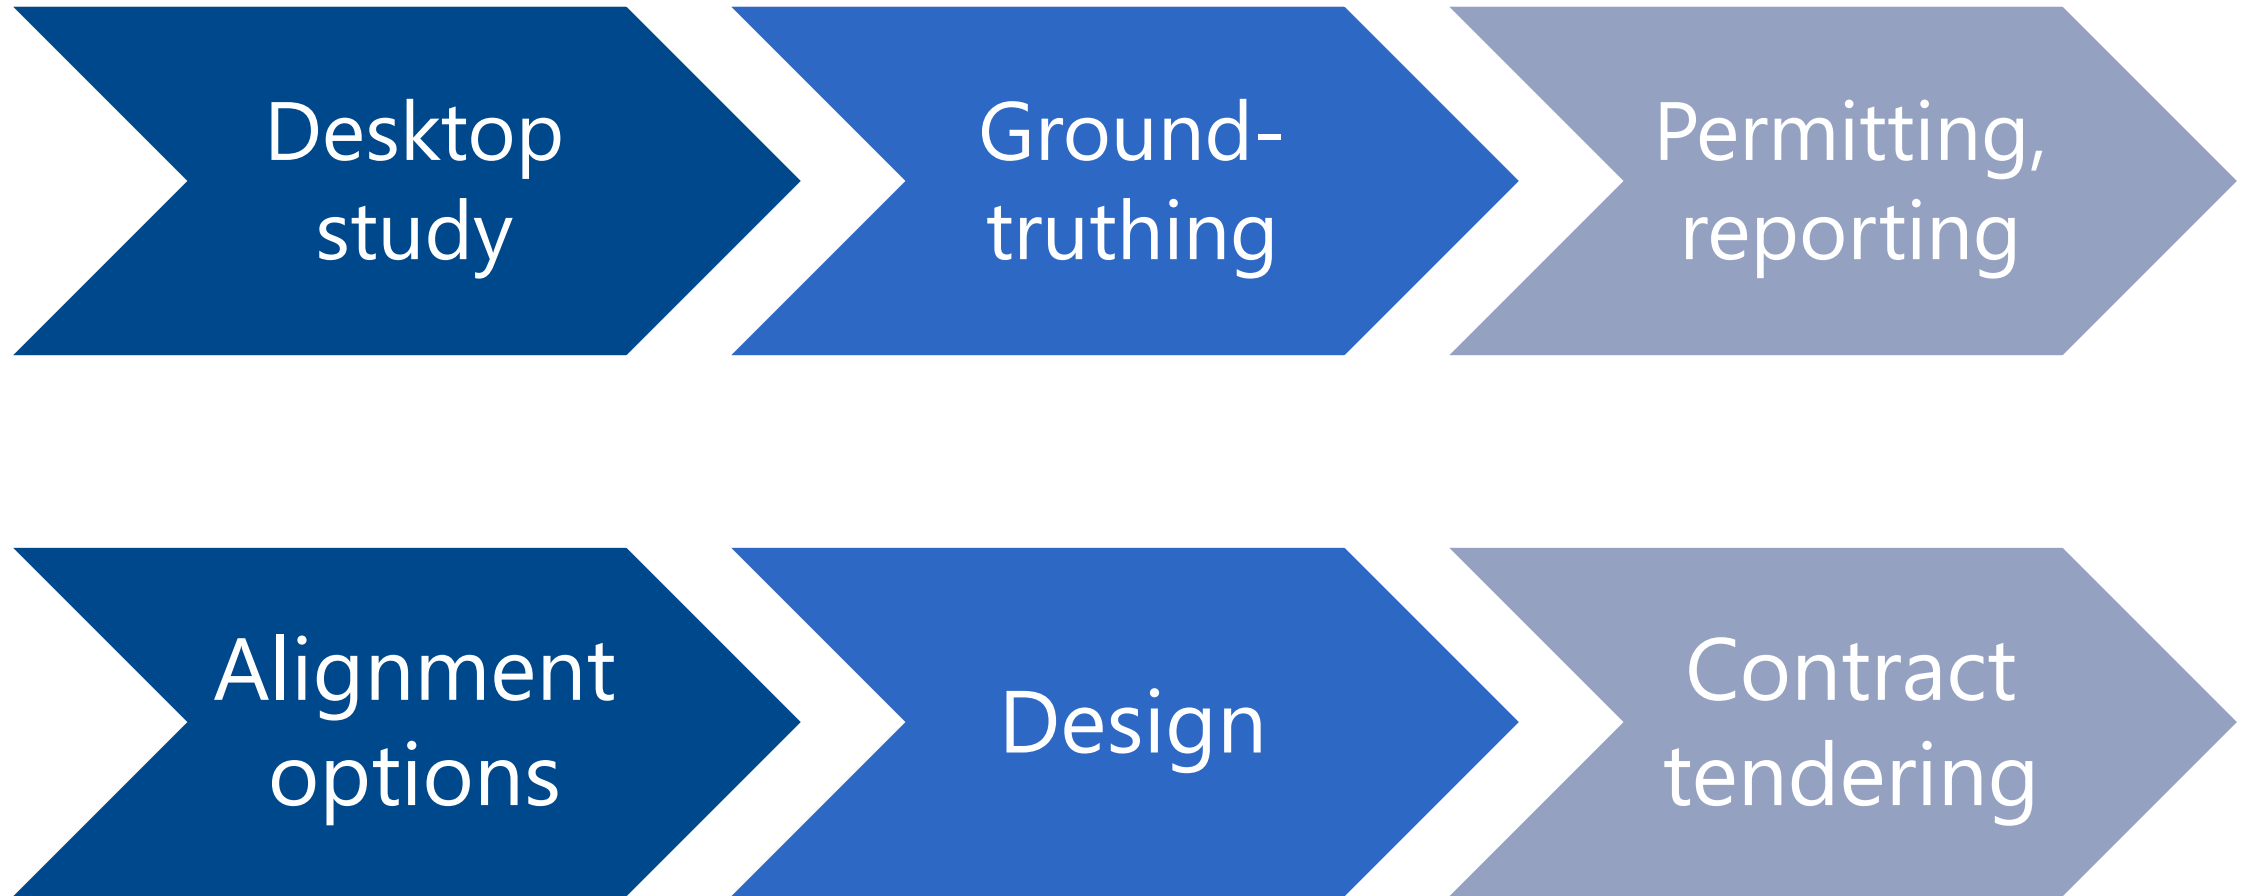 Desktop
study
Ground-
truthing
Permitting,
reporting
Alignment
options
Design
Contract
tendering